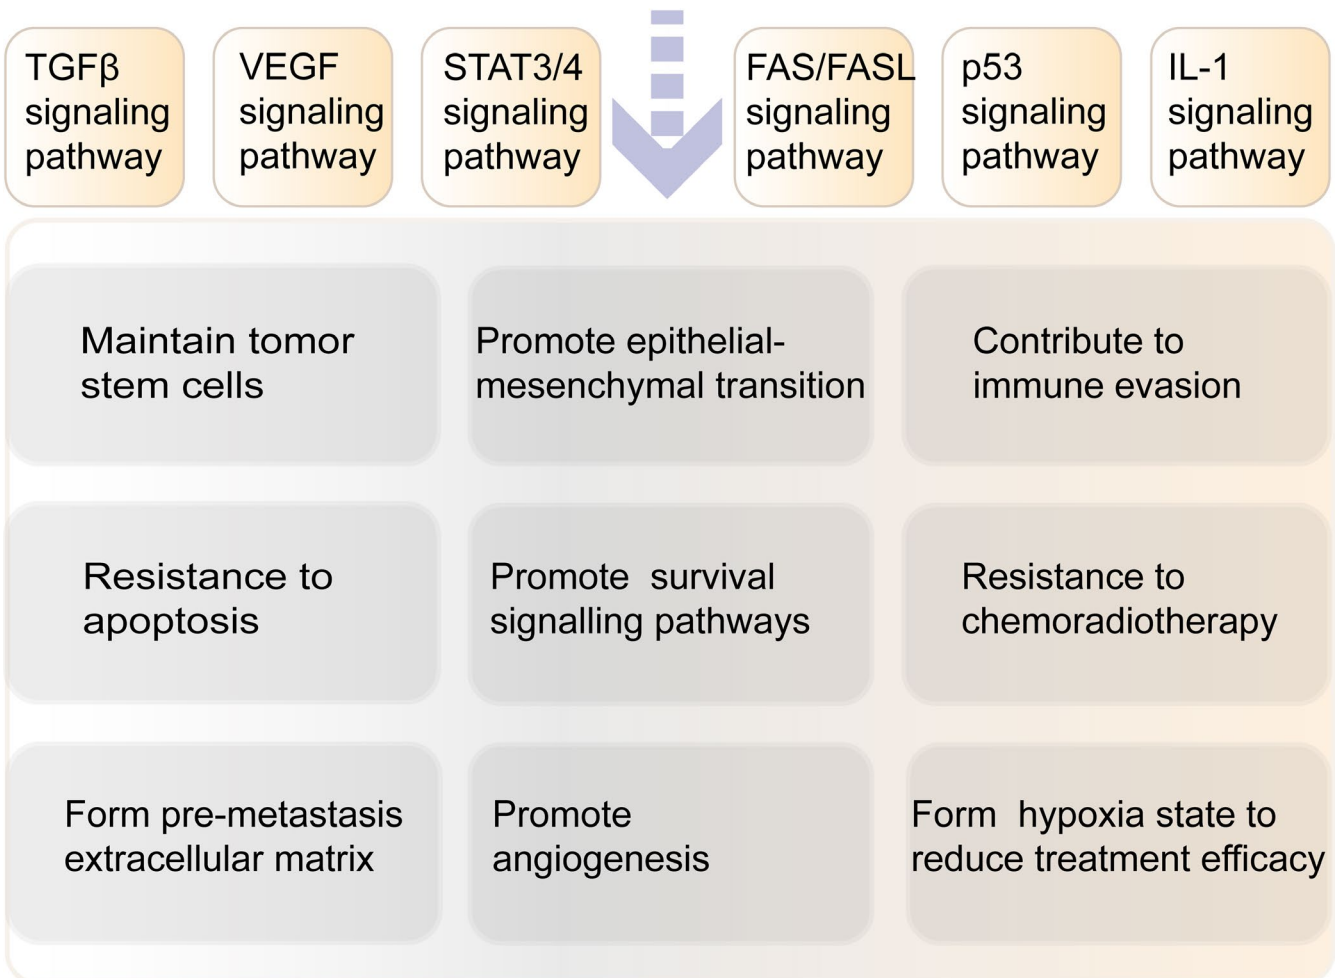 TGFβ
signaling
pathway
VEGF
signaling
pathway
STAT3/4
signaling
pathway
FAS/FASL
signaling
pathway
p53
signaling
pathway
IL-1
signaling
pathway
Maintain tomor
stem cells
Promote epithelial-
mesenchymal transition
Contribute to
immune evasion
Resistance to
apoptosis
Promote survival
signalling pathways
Resistance to
chemoradiotherapy
Form pre-metastasis
extracellular matrix
Promote
angiogenesis
Form hypoxia state to
reduce treatment efficacy